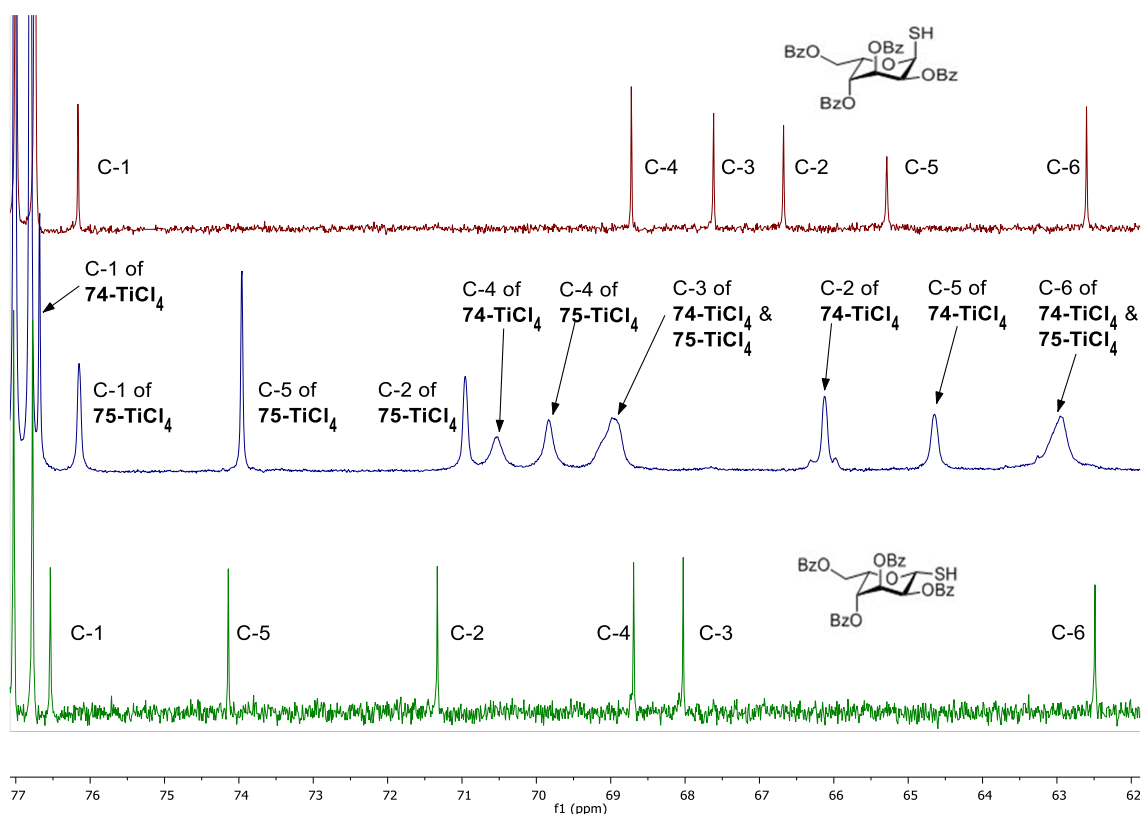 SH
BzO
OBz
O
OBz
BzO
C-1
C-4
C-3
C-2
C-5
C-6
C-1 of
74-TiCl4
C-1 of
75-TiCl4
C-5 of
75-TiCl4
C-2 of
75-TiCl4
C-4 of
74-TiCl4
C-4 of
75-TiCl4
C-3 of
74-TiCl4 &
75-TiCl4
C-2 of
74-TiCl4
C-5 of
74-TiCl4
C-6 of
74-TiCl4 &
75-TiCl4
OBz
BzO
O
SH
OBz
BzO
C-1
C-5
C-2
C-4
C-3
C-6
77 76 75 74 73 72 71 70 69 68 67 66 65 64 63 62
f1 (ppm)